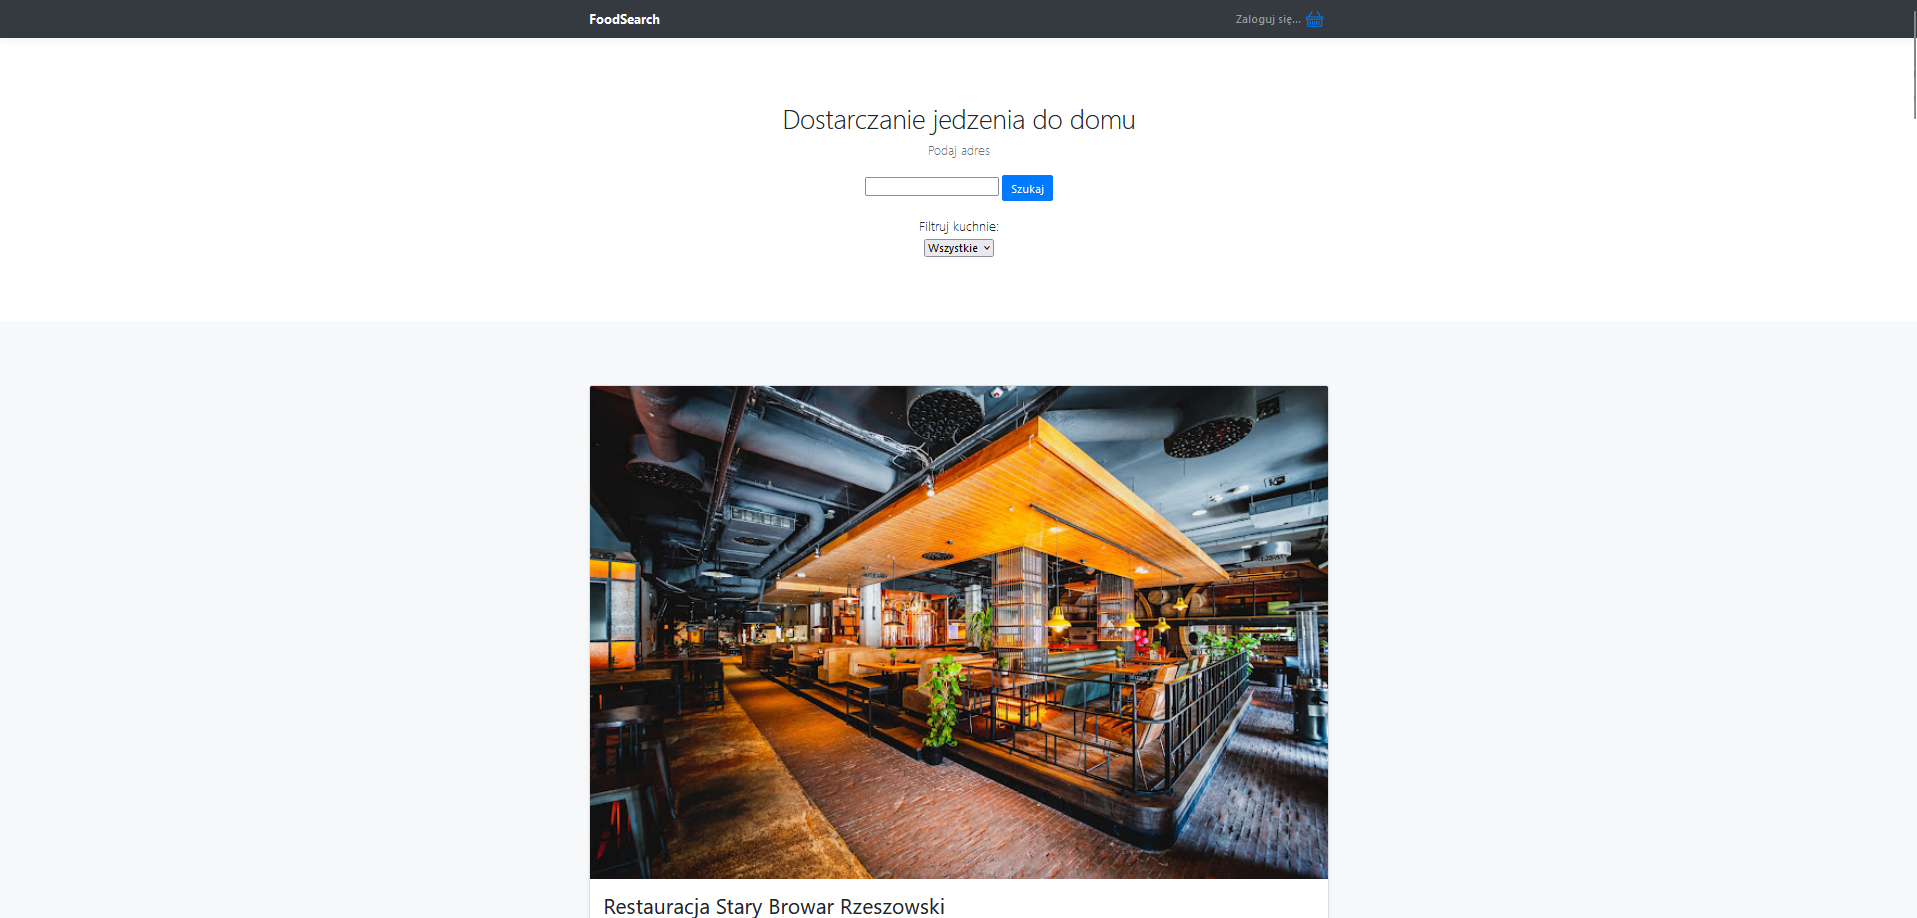 FoodSearch
Zaloguj się...
Dostarczanie jedzenia do domu
Podaj adres
Szukaj
Filtruj kuchnie:
Wszystkie
Restauracja Stary Browar Rzeszowski